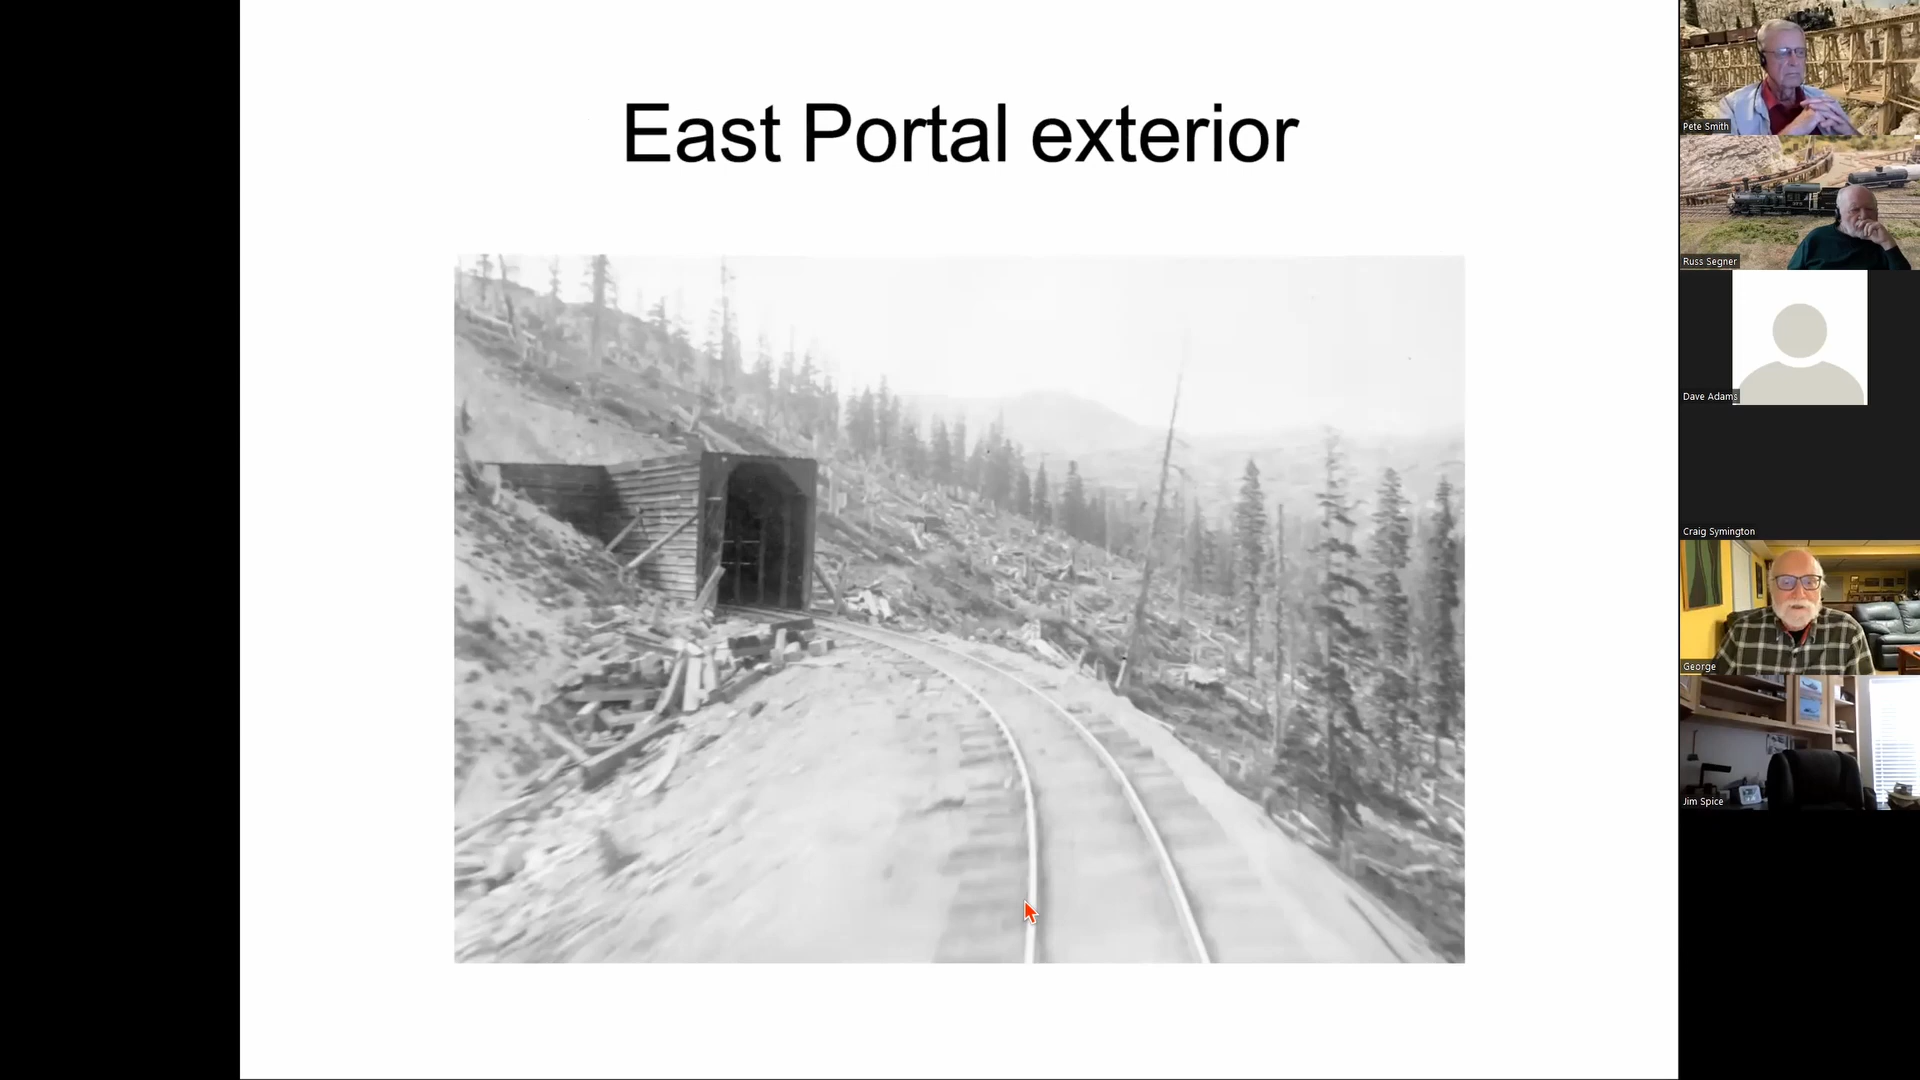 East Portal exterior
Pete Smith
Russ Segner
Dave Adams
Craig Symington
George
Jim Spice